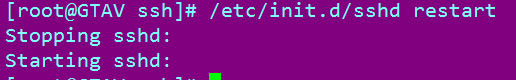 [root@GTAV ssh]# /etc/init.d/sshd restart
Stopping sshd:
Starting sshd: